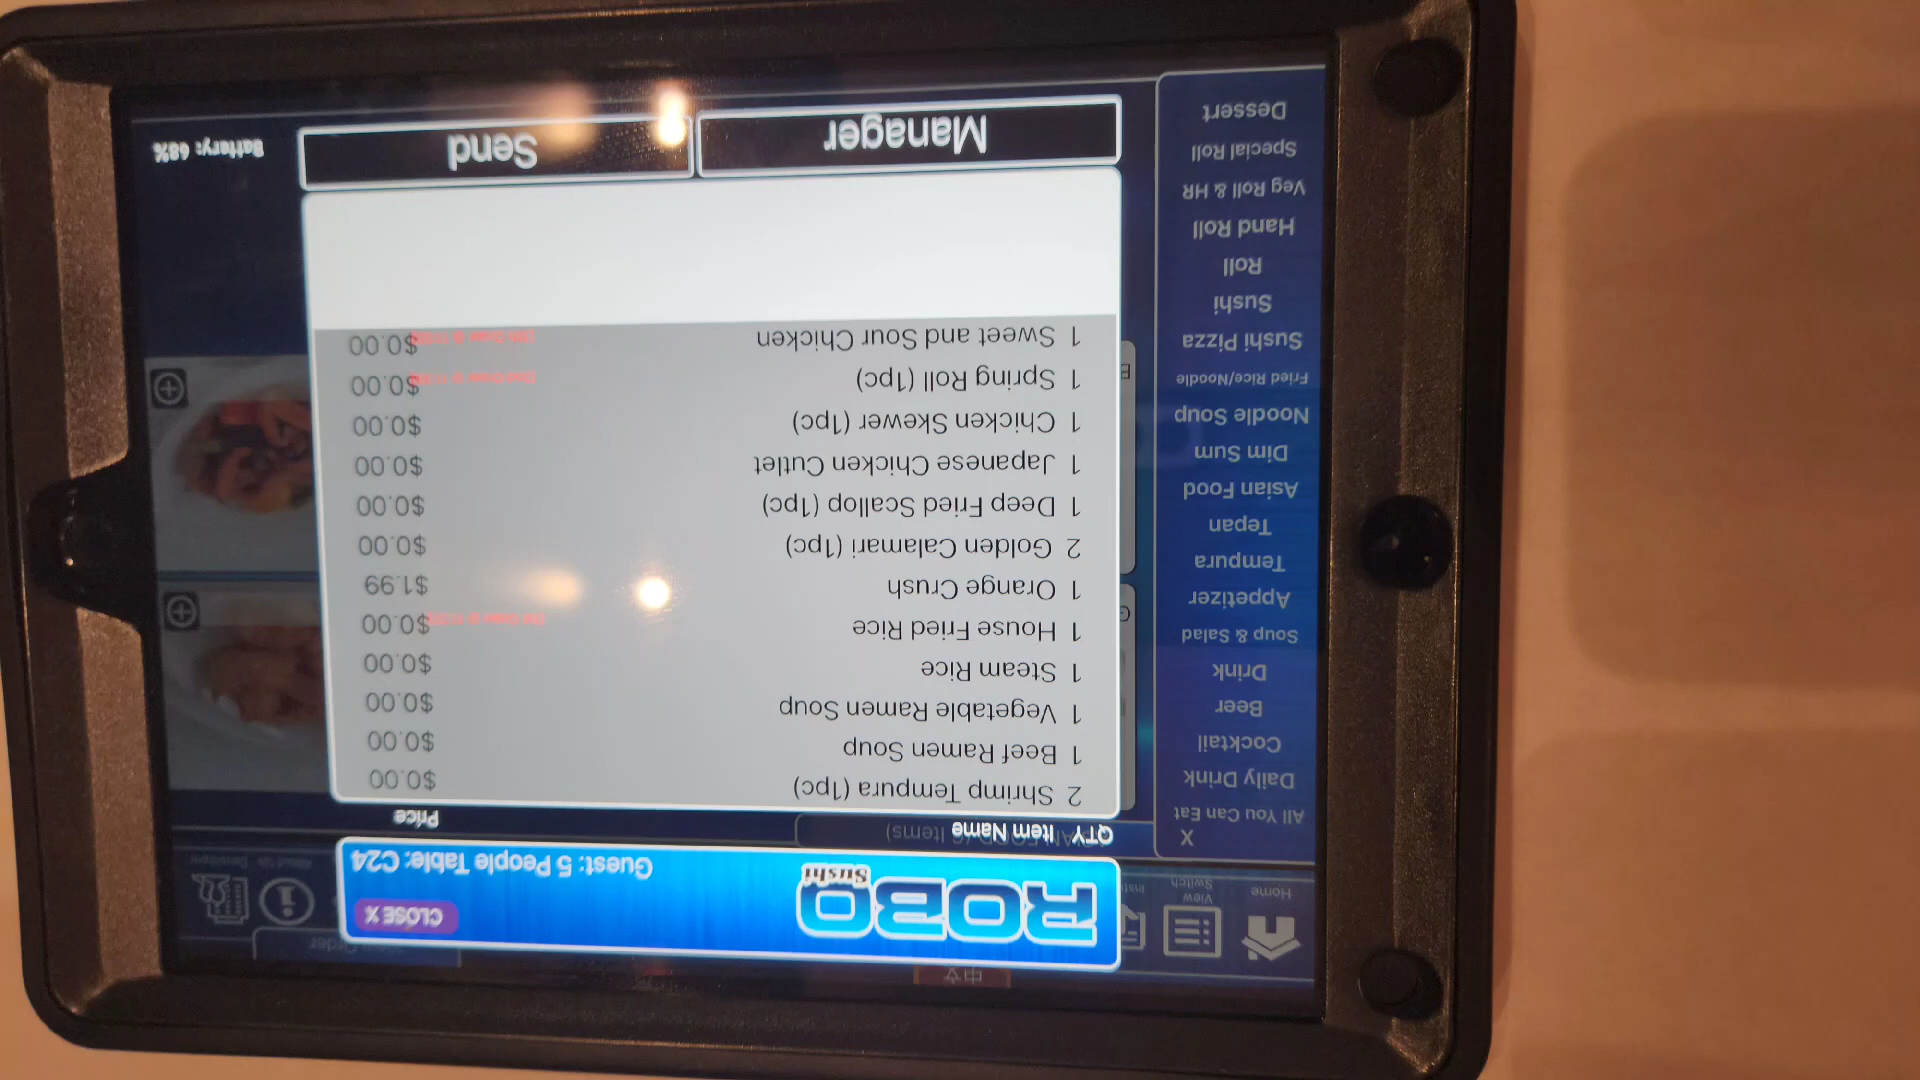 中文
Home
View
Switch
CLOSE X
ROBO
Sushi
Guest: 5 People Table: C24
QTY Item Name Price
2 Shrimp Tempura (1pc) $0.00
1 Beef Ramen Soup $0.00
1 Vegetable Ramen Soup $0.00
1 Steam Rice $0.00
1 House Fried Rice $0.00
1 Orange Crush $1.99
2 Golden Calamari (1pc) $0.00
1 Deep Fried Scallop (1pc) $0.00
1 Japanese Chicken Cutlet $0.00
1 Chicken Skewer (1pc) $0.00
1 Spring Roll (1pc) $0.00
1 Sweet and Sour Chicken $0.00
Manager
Send
Battery: 68%
X
All You Can Eat
Daily Drink
Cocktail
Beer
Drink
Soup & Salad
Appetizer
Tempura
Tepan
Asian Food
Dim Sum
Noodle Soup
Fried Rice/Noodle
Sushi Pizza
Sushi
Roll
Hand Roll
Veg Roll & HR
Special Roll
Dessert